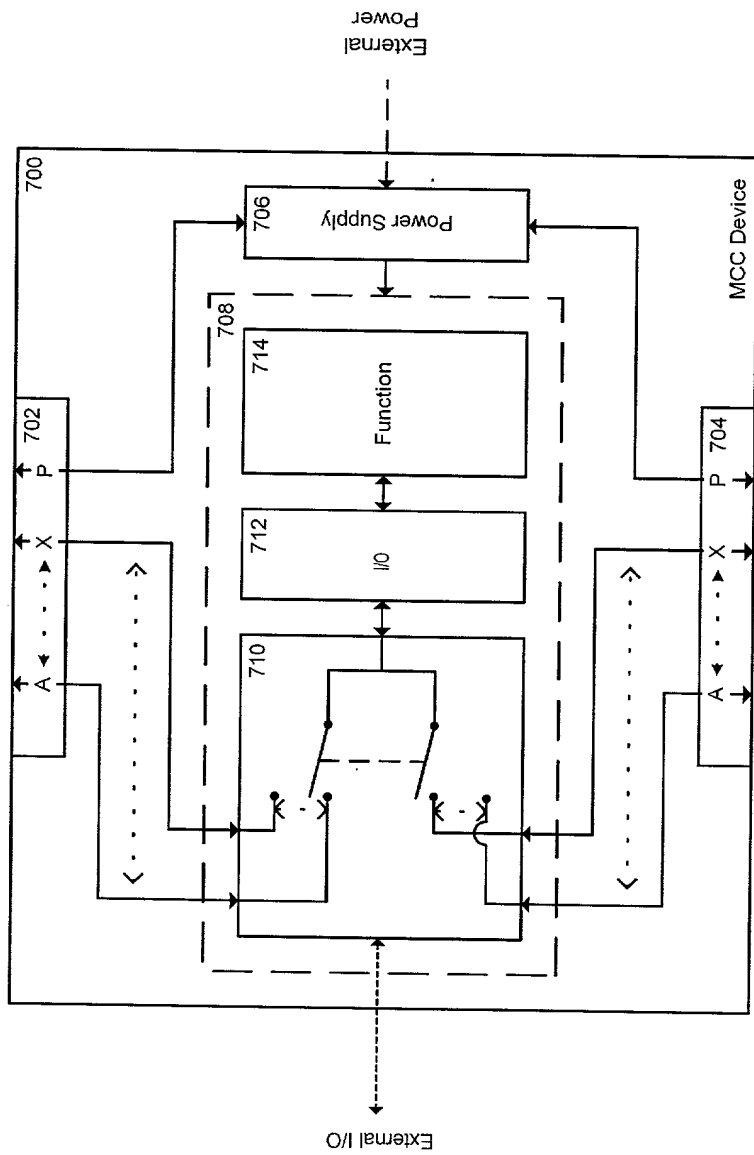 External
Power
700
706
Power Supply
702
P
X
A
708
714
Function
712
I/O
710
704
P
X
A
MCC Device
External I/O